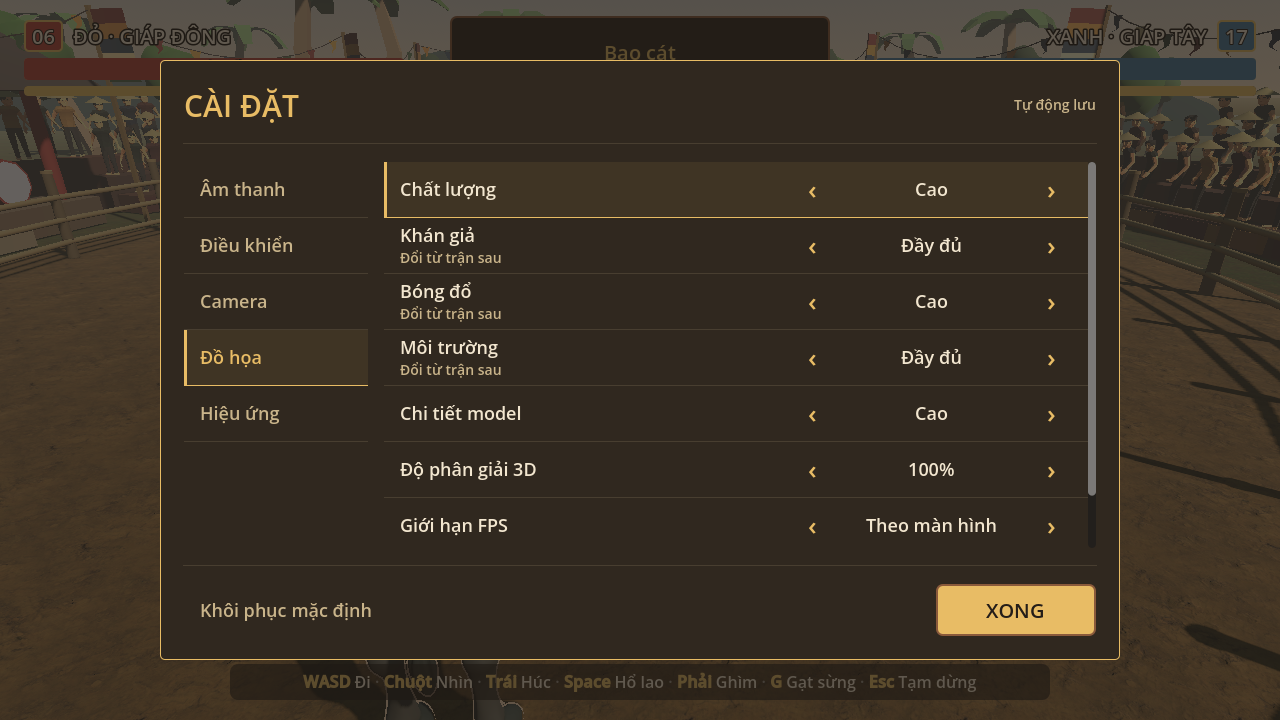 06 ĐỎ · GIÁP ĐÔNG
Bao cát
XANH · GIÁP TÂY 17
CÀI ĐẶT
Tự động lưu
Âm thanh
Điều khiển
Camera
Đồ họa
Hiệu ứng
Chất lượng ‹ Cao ›
Khán giả ‹ Đầy đủ ›
Đổi từ trận sau
Bóng đổ ‹ Cao ›
Đổi từ trận sau
Môi trường ‹ Đầy đủ ›
Đổi từ trận sau
Chi tiết model ‹ Cao ›
Độ phân giải 3D ‹ 100% ›
Giới hạn FPS ‹ Theo màn hình ›
Khôi phục mặc định
XONG
WASD Đi · Chuột Nhìn · Trái Húc · Space Hổ lao · Phải Ghìm · G Gạt sừng · Esc Tạm dừng